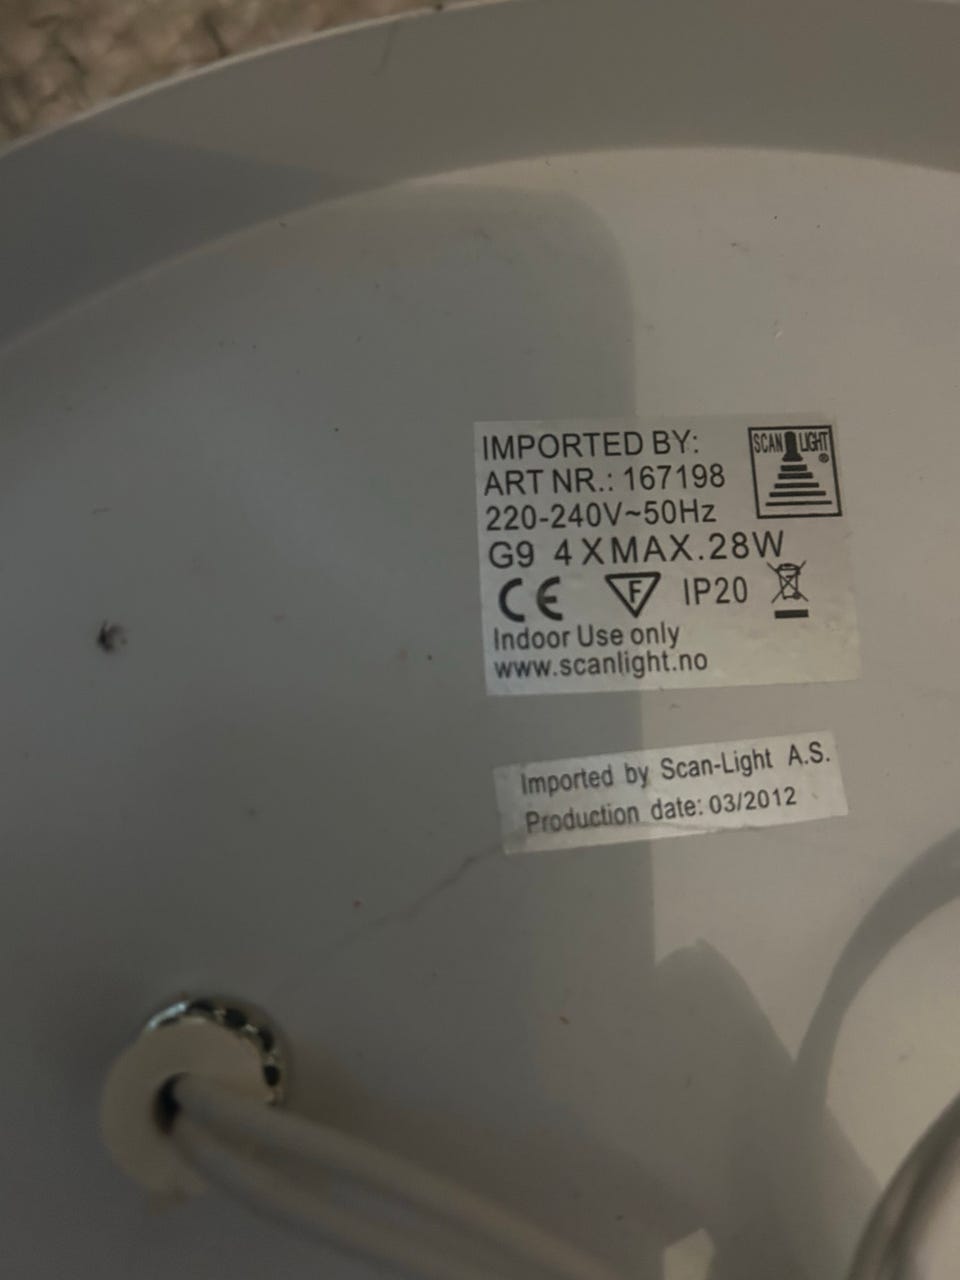 IMPORTED BY:
SCAN LIGHT®
ART NR.: 167198
220-240V~50Hz
G9 4XMAX.28W
CE F IP20
Indoor Use only
www.scanlight.no
Imported by Scan-Light A.S.
Production date: 03/2012